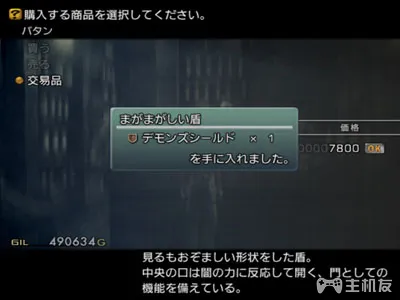 購入する商品を選択してください。
バタン
買う
売る
交易品
まがまがしい盾
デモンズシールド × 1
を手に入れました。
価格
7800 OK
GIL 490634G
見るもおぞましい形状をした盾。
中央の口は闇の力に反応して開く、門としての
機能を備えている。
主机友